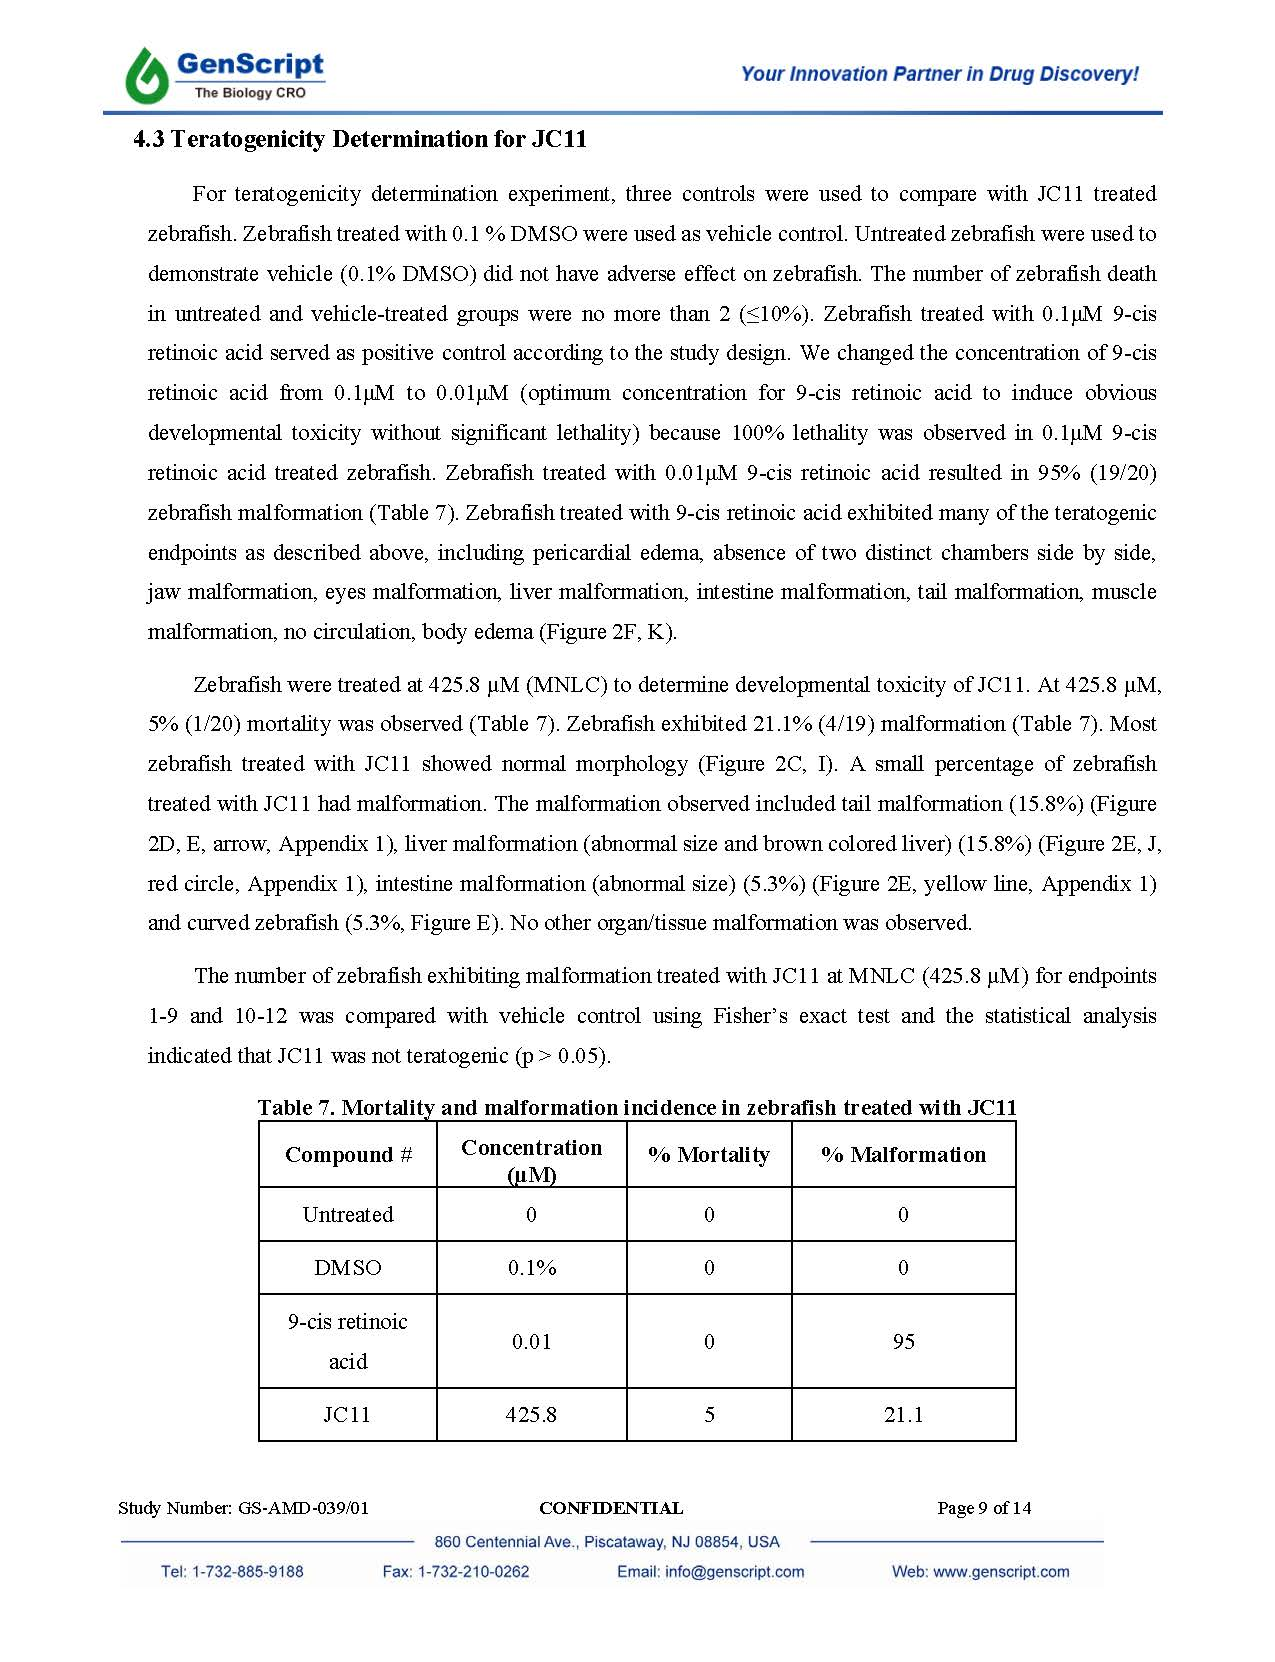 GenScript
The Biology CRO
Your Innovation Partner in Drug Discovery!
4.3 Teratogenicity Determination for JC11
For teratogenicity determination experiment, three controls were used to compare with JC11 treated
zebrafish. Zebrafish treated with 0.1 % DMSO were used as vehicle control. Untreated zebrafish were used to
demonstrate vehicle (0.1% DMSO) did not have adverse effect on zebrafish. The number of zebrafish death
in untreated and vehicle-treated groups were no more than 2 (≤10%). Zebrafish treated with 0.1μM 9-cis
retinoic acid served as positive control according to the study design. We changed the concentration of 9-cis
retinoic acid from 0.1μM to 0.01μM (optimum concentration for 9-cis retinoic acid to induce obvious
developmental toxicity without significant lethality) because 100% lethality was observed in 0.1μM 9-cis
retinoic acid treated zebrafish. Zebrafish treated with 0.01μM 9-cis retinoic acid resulted in 95% (19/20)
zebrafish malformation (Table 7). Zebrafish treated with 9-cis retinoic acid exhibited many of the teratogenic
endpoints as described above, including pericardial edema, absence of two distinct chambers side by side,
jaw malformation, eyes malformation, liver malformation, intestine malformation, tail malformation, muscle
malformation, no circulation, body edema (Figure 2F, K).
Zebrafish were treated at 425.8 μM (MNLC) to determine developmental toxicity of JC11. At 425.8 μM,
5% (1/20) mortality was observed (Table 7). Zebrafish exhibited 21.1% (4/19) malformation (Table 7). Most
zebrafish treated with JC11 showed normal morphology (Figure 2C, I). A small percentage of zebrafish
treated with JC11 had malformation. The malformation observed included tail malformation (15.8%) (Figure
2D, E, arrow, Appendix 1), liver malformation (abnormal size and brown colored liver) (15.8%) (Figure 2E, J,
red circle, Appendix 1), intestine malformation (abnormal size) (5.3%) (Figure 2E, yellow line, Appendix 1)
and curved zebrafish (5.3%, Figure E). No other organ/tissue malformation was observed.
The number of zebrafish exhibiting malformation treated with JC11 at MNLC (425.8 μM) for endpoints
1-9 and 10-12 was compared with vehicle control using Fisher's exact test and the statistical analysis
indicated that JC11 was not teratogenic (p > 0.05).
Table 7. Mortality and malformation incidence in zebrafish treated with JC11
Compound # Concentration (μM) % Mortality % Malformation
Untreated 0 0 0
DMSO 0.1% 0 0
9-cis retinoic acid 0.01 0 95
JC11 425.8 5 21.1
Study Number: GS-AMD-039/01 CONFIDENTIAL Page 9 of 14
860 Centennial Ave., Piscataway, NJ 08854, USA
Tel: 1-732-885-9188 Fax: 1-732-210-0262 Email: info@genscript.com Web: www.genscript.com